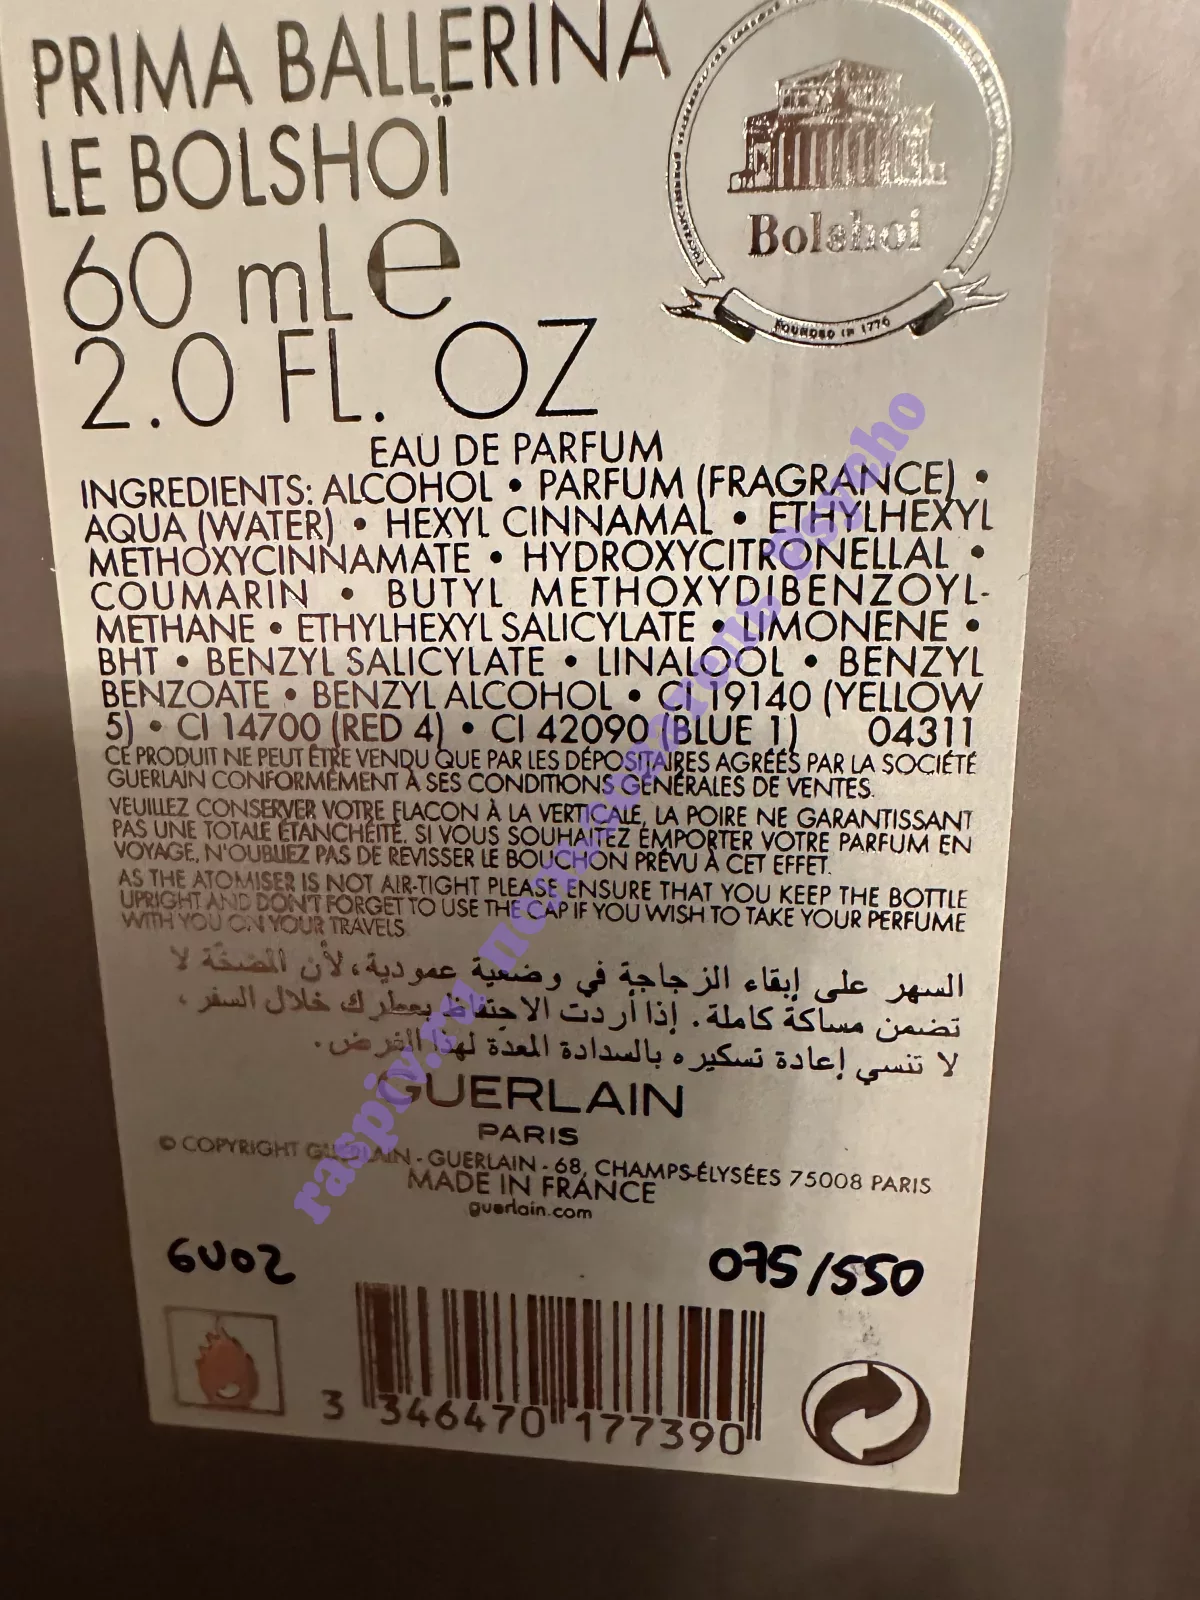 PRIMA BALLERINA
LE BOLSHOÏ
60 ml e
2.0 FL. OZ
Bolshoi
FOUNDED IN 1776
EAU DE PARFUM
INGREDIENTS: ALCOHOL • PARFUM (FRAGRANCE) •
AQUA (WATER) • HEXYL CINNAMAL • ETHYLHEXYL
METHOXYCINNAMATE • HYDROXYCITRONELLAL •
COUMARIN • BUTYL METHOXYDIBENZOYL-
METHANE • ETHYLHEXYL SALICYLATE • LIMONENE •
BHT • BENZYL SALICYLATE • LINALOOL • BENZYL
BENZOATE • BENZYL ALCOHOL • CI 19140 (YELLOW
5) • CI 14700 (RED 4) • CI 42090 (BLUE 1) 04311
CE PRODUIT NE PEUT ÊTRE VENDU QUE PAR LES DÉPOSITAIRES AGRÉÉS PAR LA SOCIÉTÉ
GUERLAIN CONFORMÉMENT À SES CONDITIONS GÉNÉRALES DE VENTES.
VEUILLEZ CONSERVER VOTRE FLACON À LA VERTICALE, LA POIRE NE GARANTISSANT
PAS UNE TOTALE ÉTANCHÉITÉ. SI VOUS SOUHAITEZ EMPORTER VOTRE PARFUM EN
VOYAGE, N'OUBLIEZ PAS DE REVISSER LE BOUCHON PRÉVU À CET EFFET.
AS THE ATOMISER IS NOT AIR-TIGHT PLEASE ENSURE THAT YOU KEEP THE BOTTLE
UPRIGHT AND DON'T FORGET TO USE THE CAP IF YOU WISH TO TAKE YOUR PERFUME
WITH YOU ON YOUR TRAVELS
السهر على إبقاء الزجاجة في وضعية عمودية، لأن المضخّة لا
تضمن مساكة كاملة. إذا أردت الاحتفاظ بعطرك خلال السفر،
لا تنسي إعادة تسكيره بالسدادة المعدة لهذا الغرض.
GUERLAIN
PARIS
© COPYRIGHT GUERLAIN - GUERLAIN - 68, CHAMPS-ÉLYSÉES 75008 PARIS
MADE IN FRANCE
guerlain.com
6U02 075/550
3 346470 177390
raspiv.ru
psycho